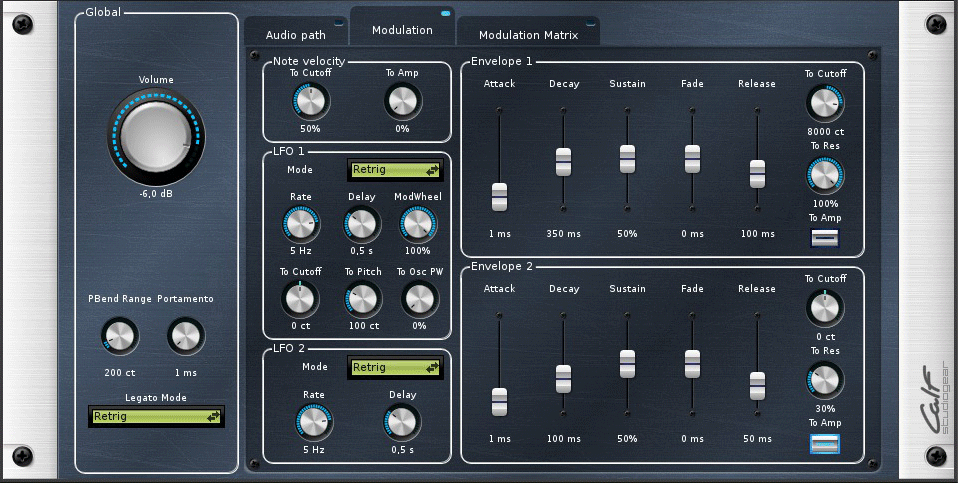 Global
Volume
-6,0 dB
PBend Range Portamento
200 ct 1 ms
Legato Mode
Retrig
Audio path Modulation Modulation Matrix
Note velocity
To Cutoff To Amp
50% 0%
LFO 1
Mode Retrig
Rate Delay ModWheel
5 Hz 0,5 s 100%
To Cutoff To Pitch To Osc PW
0 ct 100 ct 0%
LFO 2
Mode Retrig
Rate Delay
5 Hz 0,5 s
Envelope 1
Attack Decay Sustain Fade Release
1 ms 350 ms 50% 0 ms 100 ms
To Cutoff
8000 ct
To Res
100%
To Amp
Envelope 2
Attack Decay Sustain Fade Release
1 ms 100 ms 50% 0 ms 50 ms
To Cutoff
0 ct
To Res
30%
To Amp
Calf
studiogear